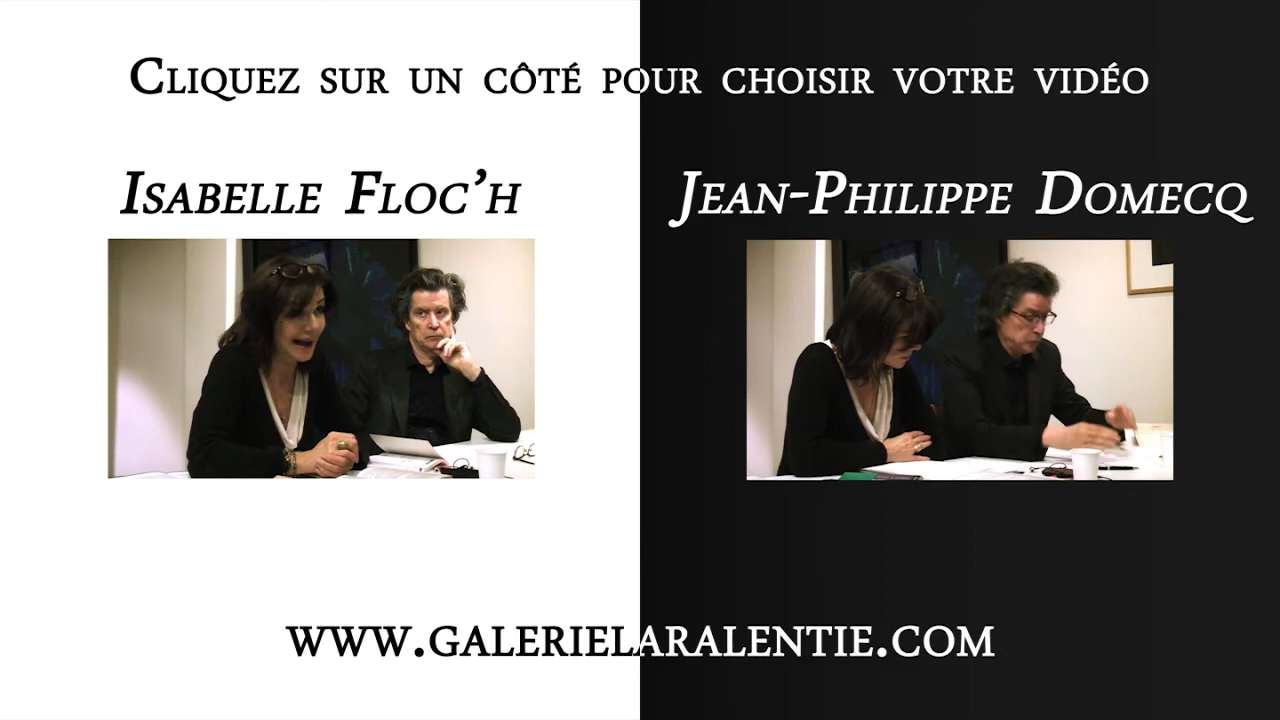 Cliquez sur un côté pour choisir votre vidéo
Isabelle Floc'h
Jean-Philippe Domecq
www.galerielaralentie.com